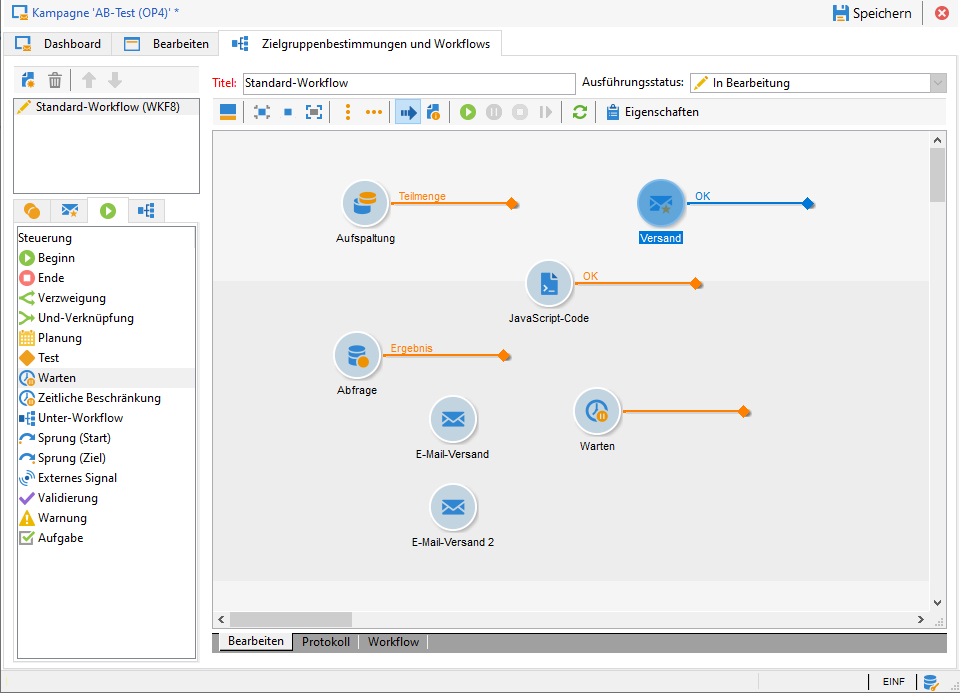 Kampagne 'AB-Test (OP4)' *
Speichern
Dashboard
Bearbeiten
Zielgruppenbestimmungen und Workflows
Titel: Standard-Workflow
Ausführungsstatus: In Bearbeitung
Standard-Workflow (WKF8)
Eigenschaften
Steuerung
Beginn
Ende
Verzweigung
Und-Verknüpfung
Planung
Test
Warten
Zeitliche Beschränkung
Unter-Workflow
Sprung (Start)
Sprung (Ziel)
Externes Signal
Validierung
Warnung
Aufgabe
Teilmenge
Aufspaltung
OK
Versand
OK
JavaScript-Code
Ergebnis
Abfrage
E-Mail-Versand
Warten
E-Mail-Versand 2
Bearbeiten
Protokoll
Workflow
EINF